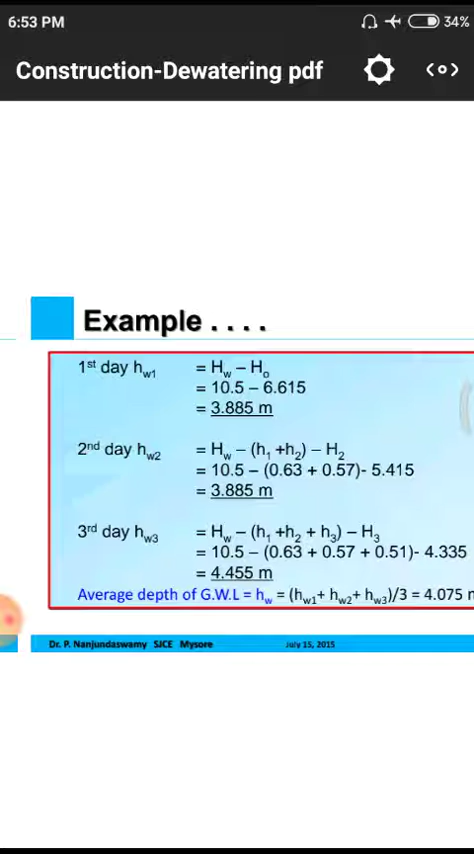 6:53 PM
34%
Construction-Dewatering pdf
Example . . . .
1st day hw1 = Hw – Ho
= 10.5 – 6.615
= 3.885 m
2nd day hw2 = Hw – (h1 +h2) – H2
= 10.5 – (0.63 + 0.57)- 5.415
= 3.885 m
3rd day hw3 = Hw – (h1 +h2 + h3) – H3
= 10.5 – (0.63 + 0.57 + 0.51)- 4.335
= 4.455 m
Average depth of G.W.L = hw = (hw1+ hw2+ hw3)/3 = 4.075
Dr. P. Nanjundaswamy SJCE Mysore July 15, 2015